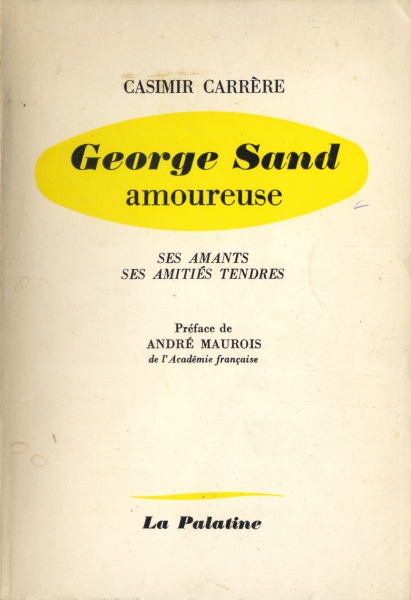 CASIMIR CARRÈRE
George Sand
amoureuse
SES AMANTS
SES AMITIÉS TENDRES
Préface de
ANDRÉ MAUROIS
de l'Académie française
La Palatine